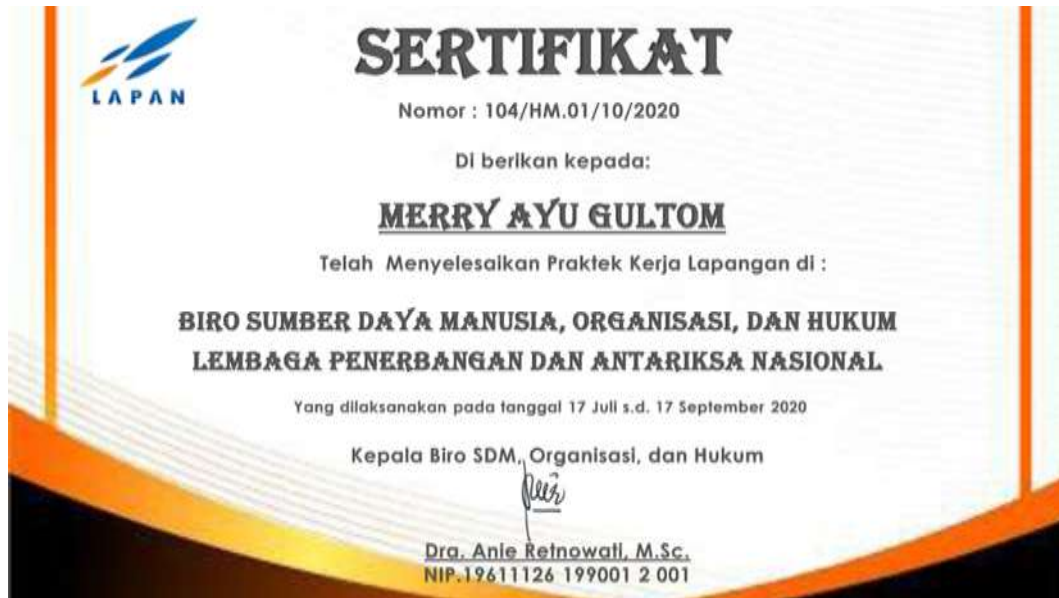 LAPAN
SERTIFIKAT
Nomor : 104/HM.01/10/2020
Di berikan kepada:
MERRY AYU GULTOM
Telah Menyelesaikan Praktek Kerja Lapangan di :
BIRO SUMBER DAYA MANUSIA, ORGANISASI, DAN HUKUM
LEMBAGA PENERBANGAN DAN ANTARIKSA NASIONAL
Yang dilaksanakan pada tanggal 17 Juli s.d. 17 September 2020
Kepala Biro SDM, Organisasi, dan Hukum
Dra. Anie Retnowati, M.Sc.
NIP.19611126 199001 2 001